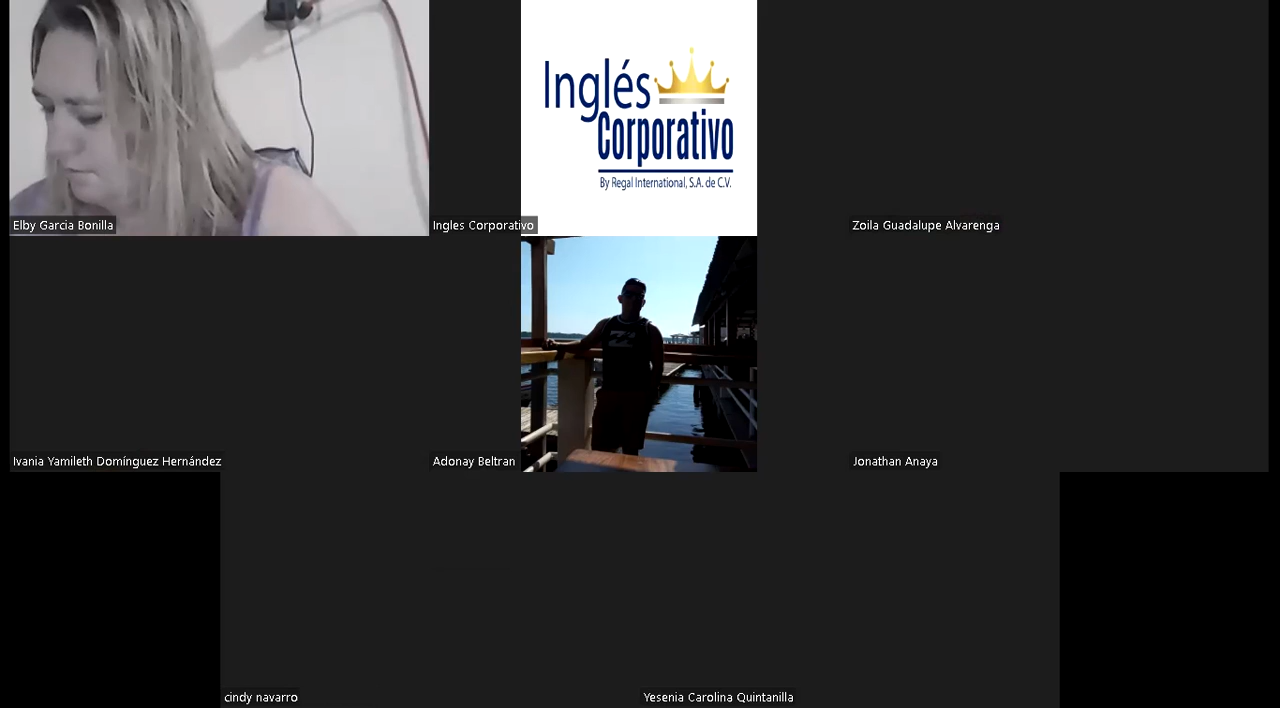 Inglés
Corporativo
By Regal International, S.A. de C.V.
Elby Garcia Bonilla
Ingles Corporativo
Zoila Guadalupe Alvarenga
Ivania Yamileth Domínguez Hernández
Adonay Beltran
Jonathan Anaya
cindy navarro
Yesenia Carolina Quintanilla